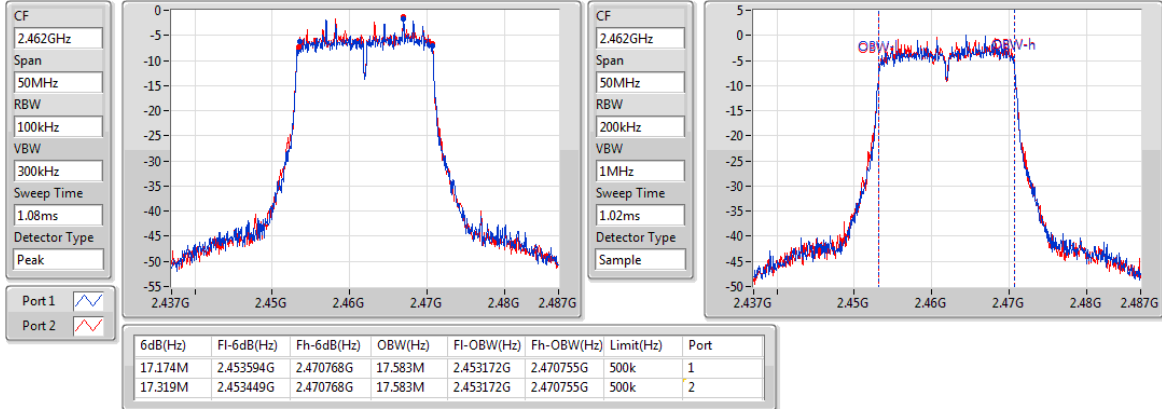 CF
2.462GHz
Span
50MHz
RBW
100kHz
VBW
300kHz
Sweep Time
1.08ms
Detector Type
Peak
0
-5
-10
-15
-20
-25
-30
-35
-40
-45
-50
-55
2.437G 2.45G 2.46G 2.47G 2.48G 2.487G
CF
2.462GHz
Span
50MHz
RBW
200kHz
VBW
1MHz
Sweep Time
1.02ms
Detector Type
Sample
5
0
-5
-10
-15
-20
-25
-30
-35
-40
-45
-50
OBW-l OBW-h
2.437G 2.45G 2.46G 2.47G 2.48G 2.487G
Port 1
Port 2
6dB(Hz) Fl-6dB(Hz) Fh-6dB(Hz) OBW(Hz) Fl-OBW(Hz) Fh-OBW(Hz) Limit(Hz) Port
17.174M 2.453594G 2.470768G 17.583M 2.453172G 2.470755G 500k 1
17.319M 2.453449G 2.470768G 17.583M 2.453172G 2.470755G 500k 2